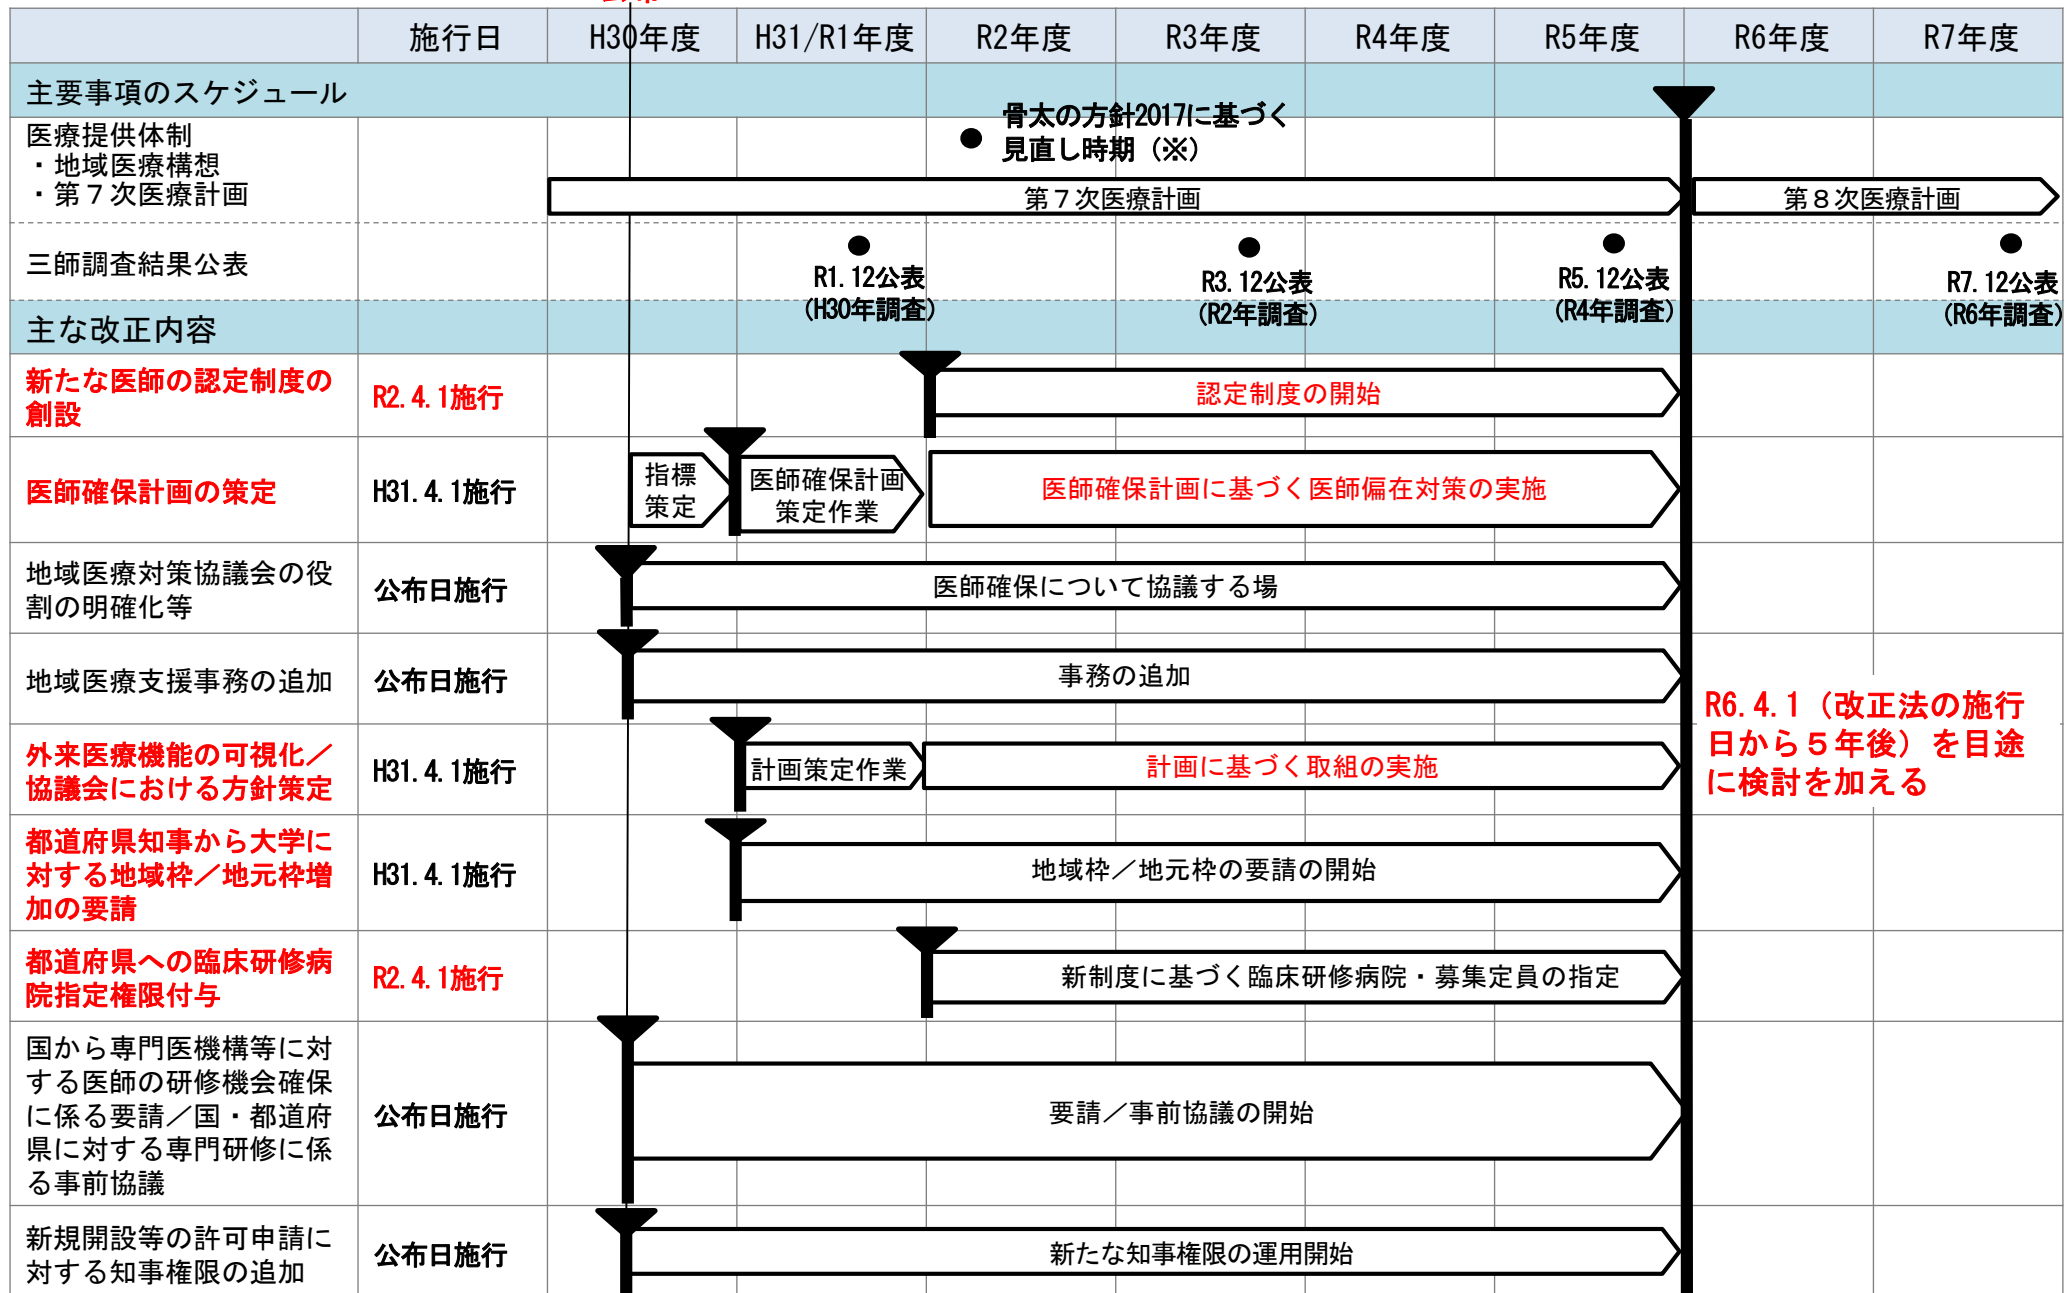 施行日 H30年度 H31/R1年度 R2年度 R3年度 R4年度 R5年度 R6年度 R7年度
主要事項のスケジュール
医療提供体制
・地域医療構想
・第７次医療計画
● 骨太の方針2017に基づく
見直し時期（※）
第７次医療計画
第８次医療計画
三師調査結果公表
R1.12公表
(H30年調査)
R3.12公表
(R2年調査)
R5.12公表
(R4年調査)
R7.12公表
(R6年調査)
主な改正内容
新たな医師の認定制度の
創設
R2.4.1施行
認定制度の開始
医師確保計画の策定
H31.4.1施行
指標
策定
医師確保計画
策定作業
医師確保計画に基づく医師偏在対策の実施
地域医療対策協議会の役
割の明確化等
公布日施行
医師確保について協議する場
地域医療支援事務の追加
公布日施行
事務の追加
R6.4.1（改正法の施行
日から５年後）を目途
に検討を加える
外来医療機能の可視化／
協議会における方針策定
H31.4.1施行
計画策定作業
計画に基づく取組の実施
都道府県知事から大学に
対する地域枠／地元枠増
加の要請
H31.4.1施行
地域枠／地元枠の要請の開始
都道府県への臨床研修病
院指定権限付与
R2.4.1施行
新制度に基づく臨床研修病院・募集定員の指定
国から専門医機構等に対
する医師の研修機会確保
に係る要請／国・都道府
県に対する専門研修に係
る事前協議
公布日施行
要請／事前協議の開始
新規開設等の許可申請に
対する知事権限の追加
公布日施行
新たな知事権限の運用開始